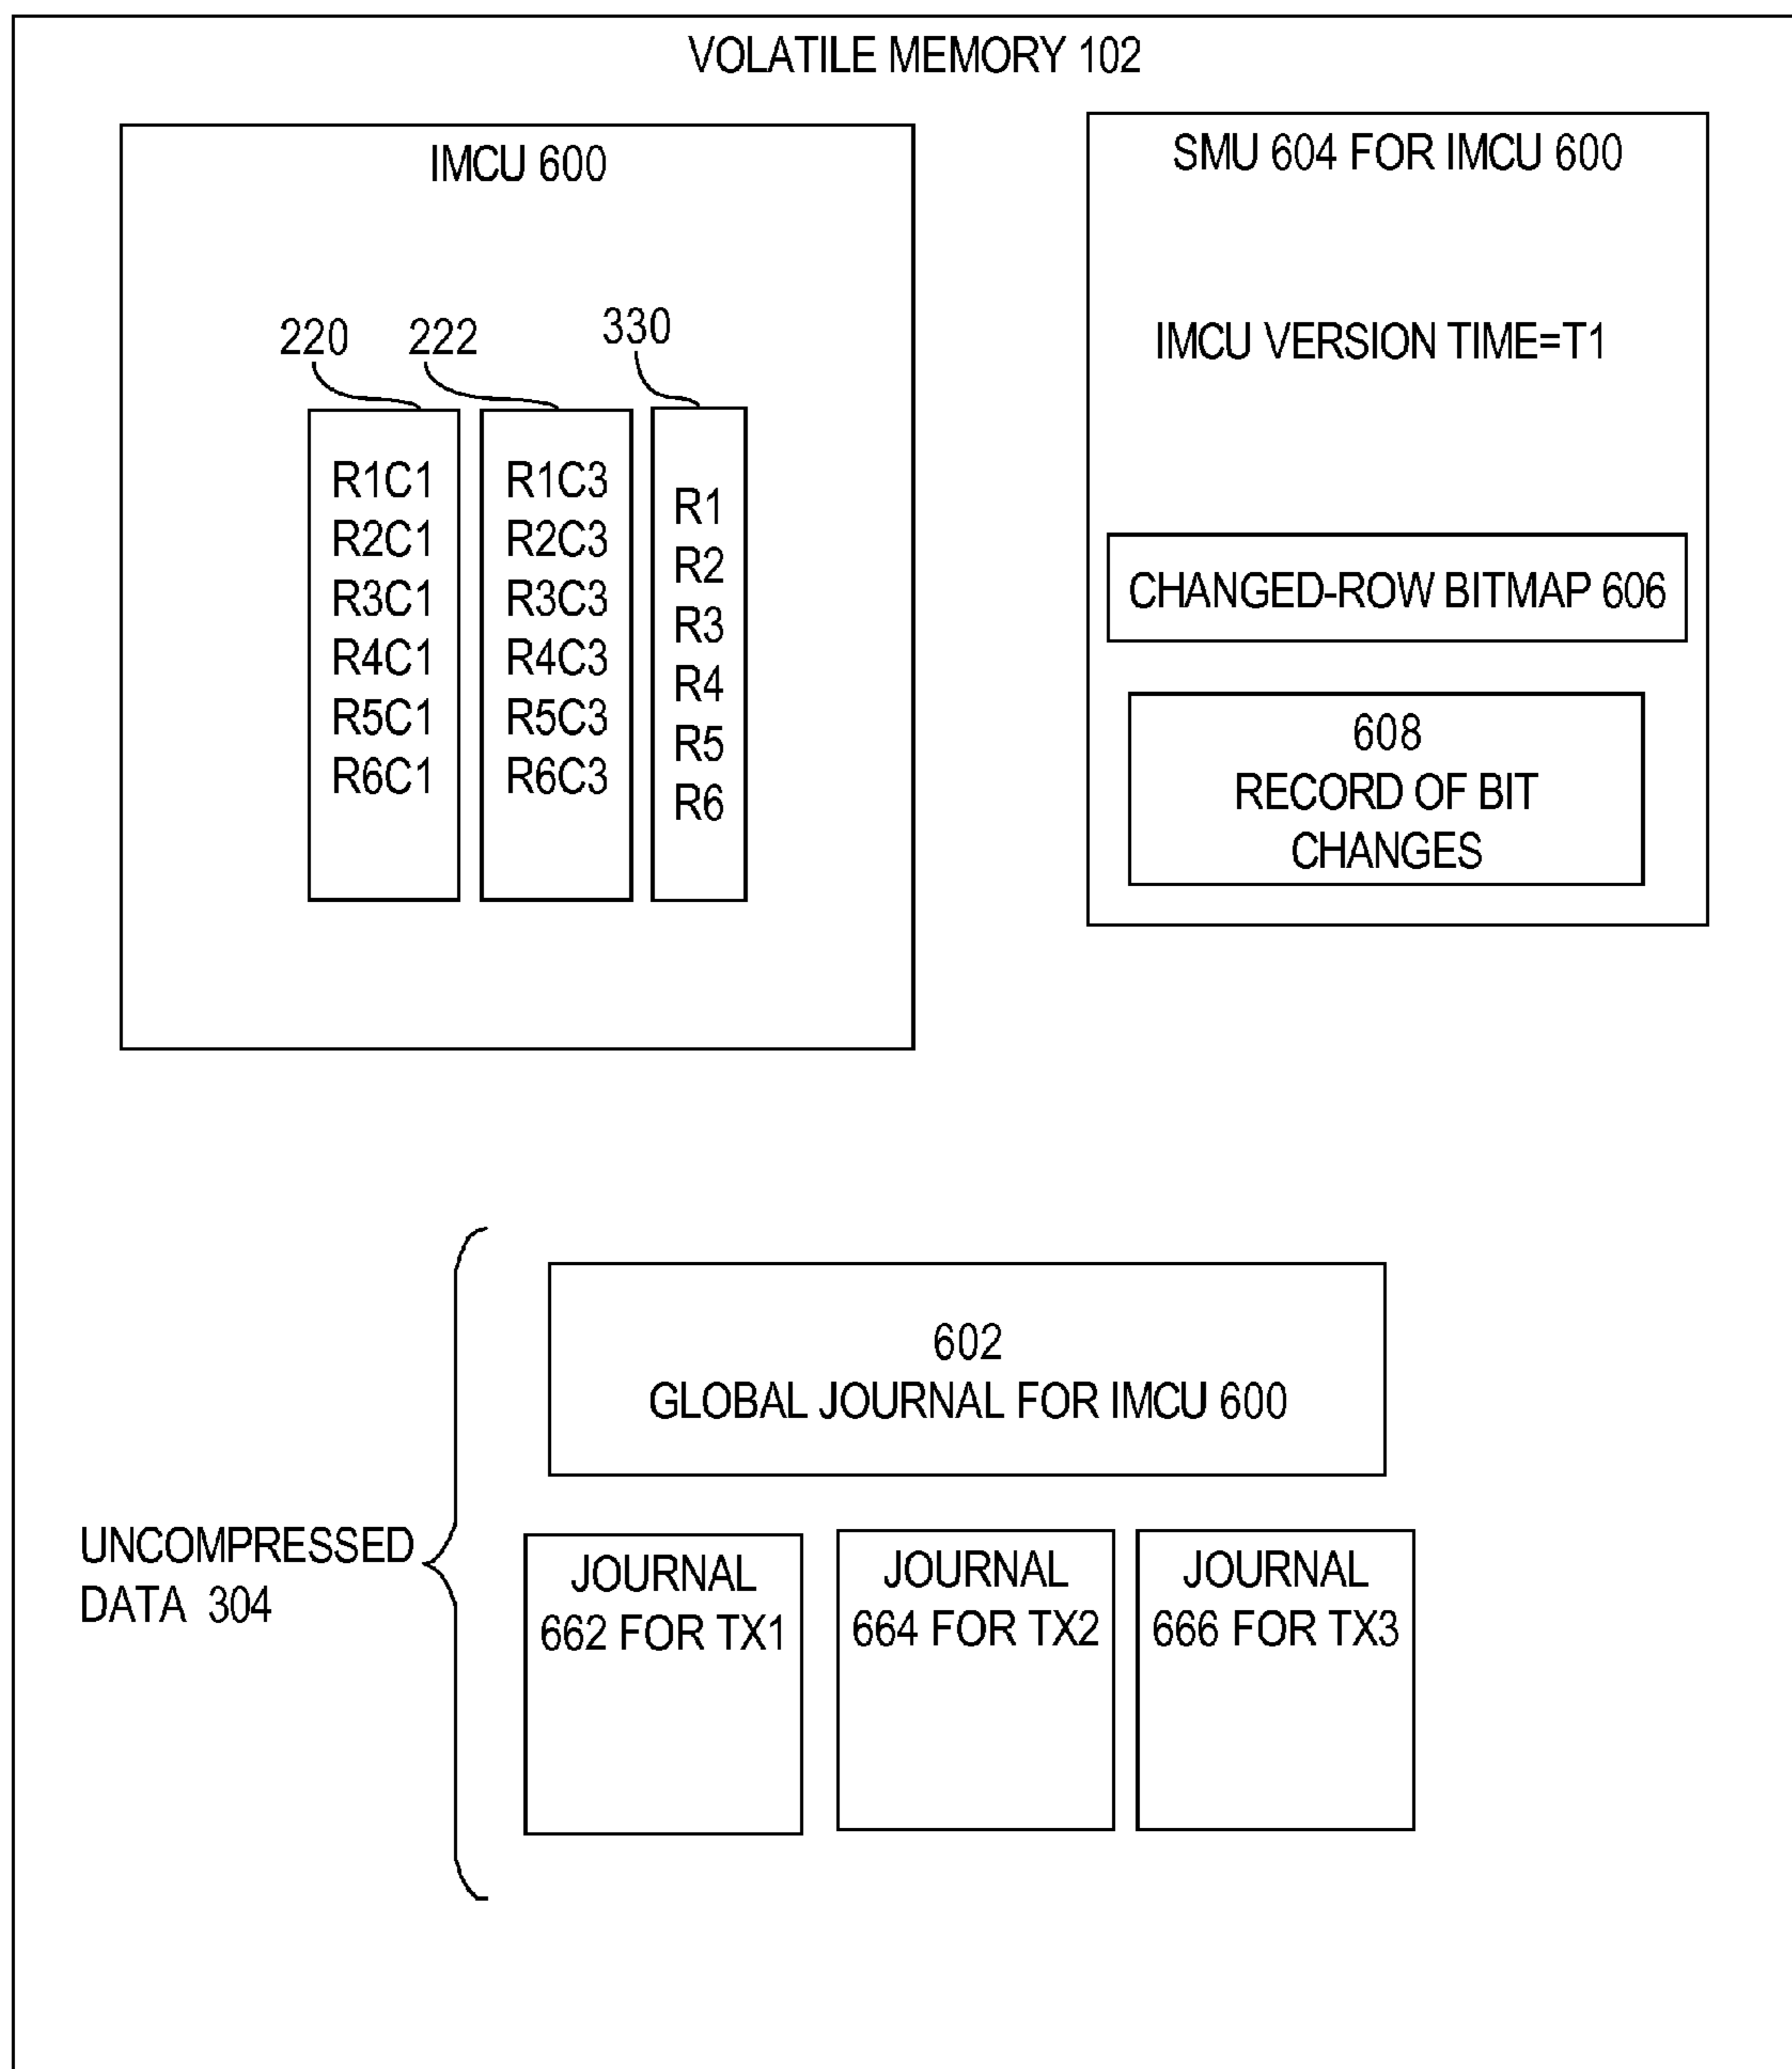 VOLATILE MEMORY 102
IMCU 600
220
222
330
R1C1
R2C1
R3C1
R4C1
R5C1
R6C1
R1C3
R2C3
R3C3
R4C3
R5C3
R6C3
R1
R2
R3
R4
R5
R6
SMU 604 FOR IMCU 600
IMCU VERSION TIME=T1
CHANGED-ROW BITMAP 606
608
RECORD OF BIT
CHANGES
UNCOMPRESSED
DATA 304
602
GLOBAL JOURNAL FOR IMCU 600
JOURNAL
662 FOR TX1
JOURNAL
664 FOR TX2
JOURNAL
666 FOR TX3